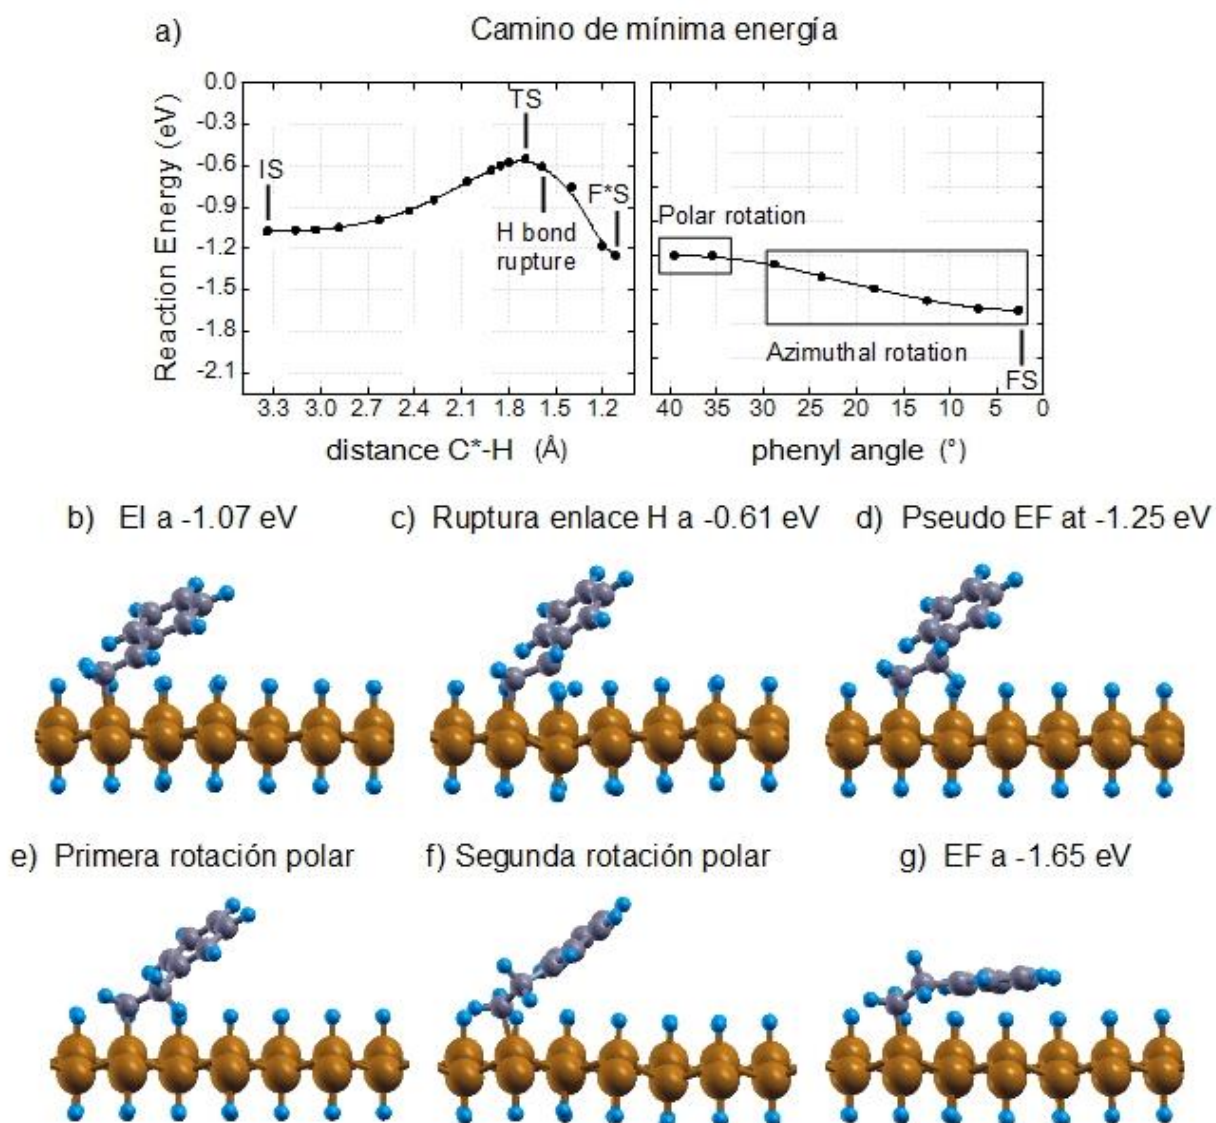 a) Camino de mínima energía
Reaction Energy (eV)
0.0
-0.3
-0.6
-0.9
-1.2
-1.5
-1.8
-2.1
IS
TS
F*S
H bond
rupture
3.3 3.0 2.7 2.4 2.1 1.8 1.5 1.2
distance C*-H (Å)
Polar rotation
Azimuthal rotation
FS
40 35 30 25 20 15 10 5 0
phenyl angle (°)
b) EI a -1.07 eV
c) Ruptura enlace H a -0.61 eV
d) Pseudo EF at -1.25 eV
e) Primera rotación polar
f) Segunda rotación polar
g) EF a -1.65 eV